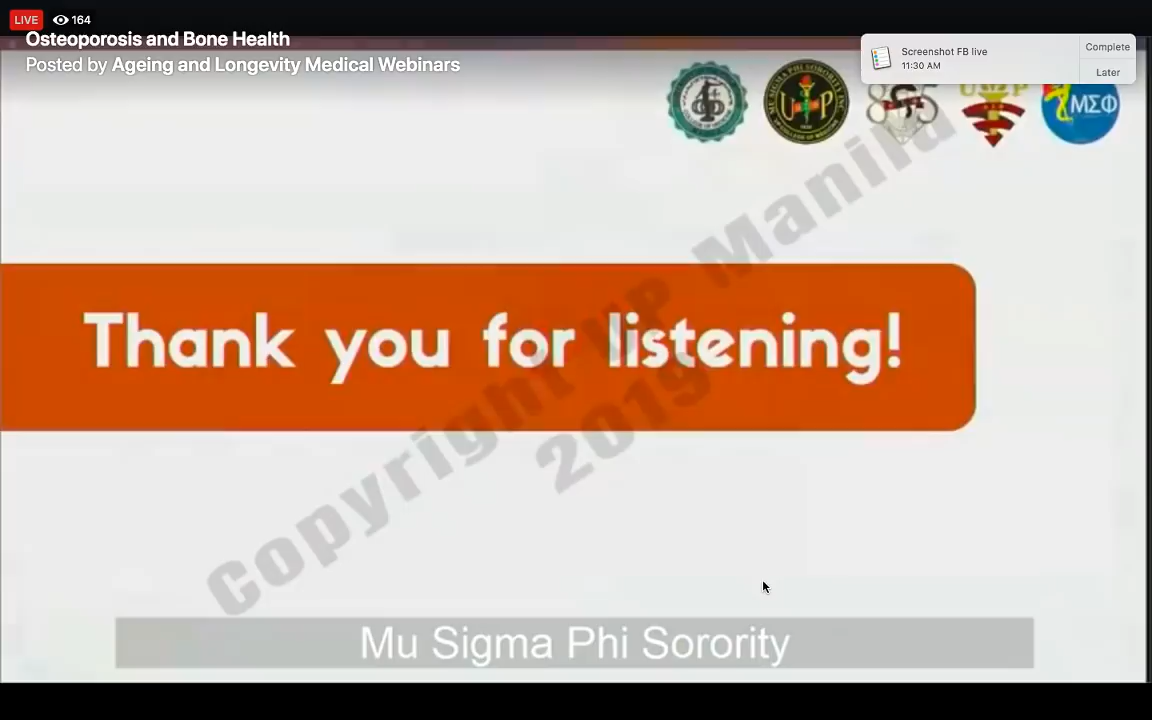 LIVE 164
Osteoporosis and Bone Health
Posted by Ageing and Longevity Medical Webinars
Screenshot FB live
11:30 AM
Complete
Later
ΜΣΦ
Thank you for listening!
Copyright UP Manila
2019
Mu Sigma Phi Sorority